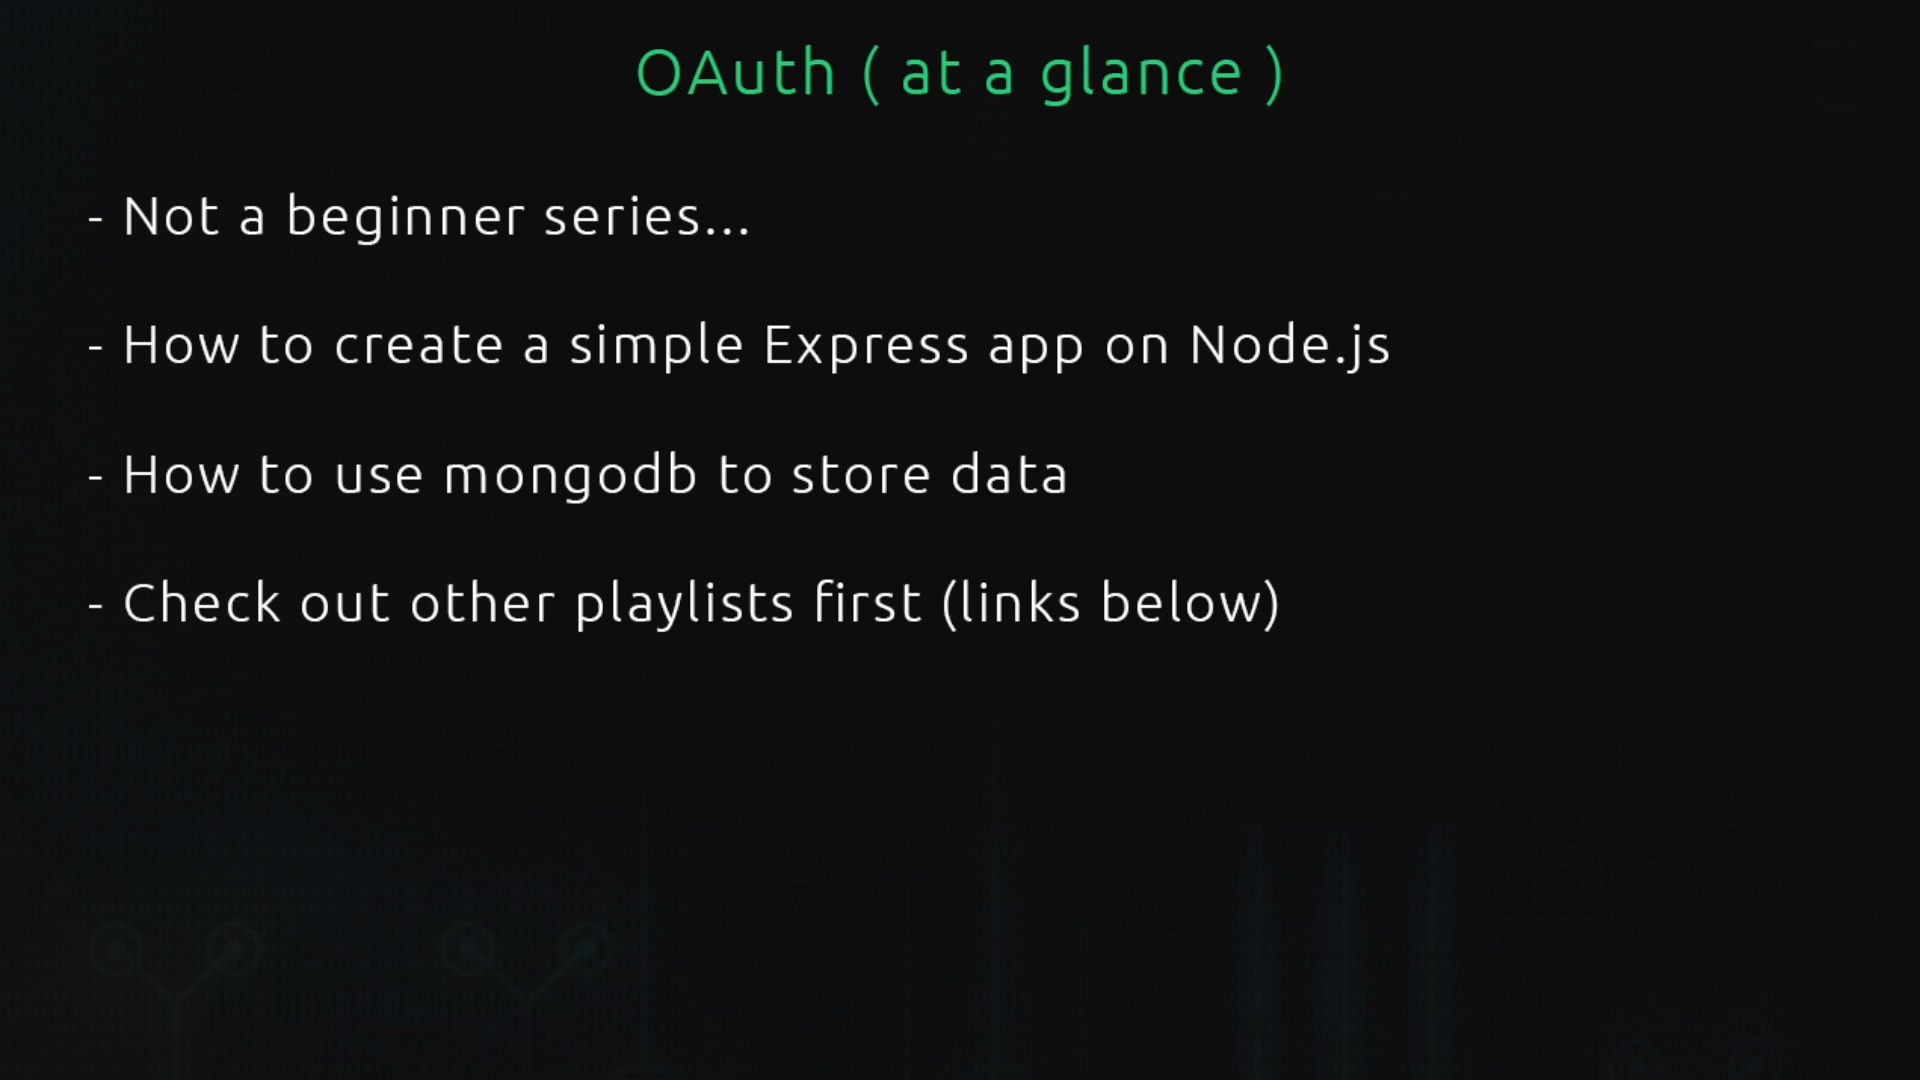 OAuth ( at a glance )
- Not a beginner series...
- How to create a simple Express app on Node.js
- How to use mongodb to store data
- Check out other playlists first (links below)